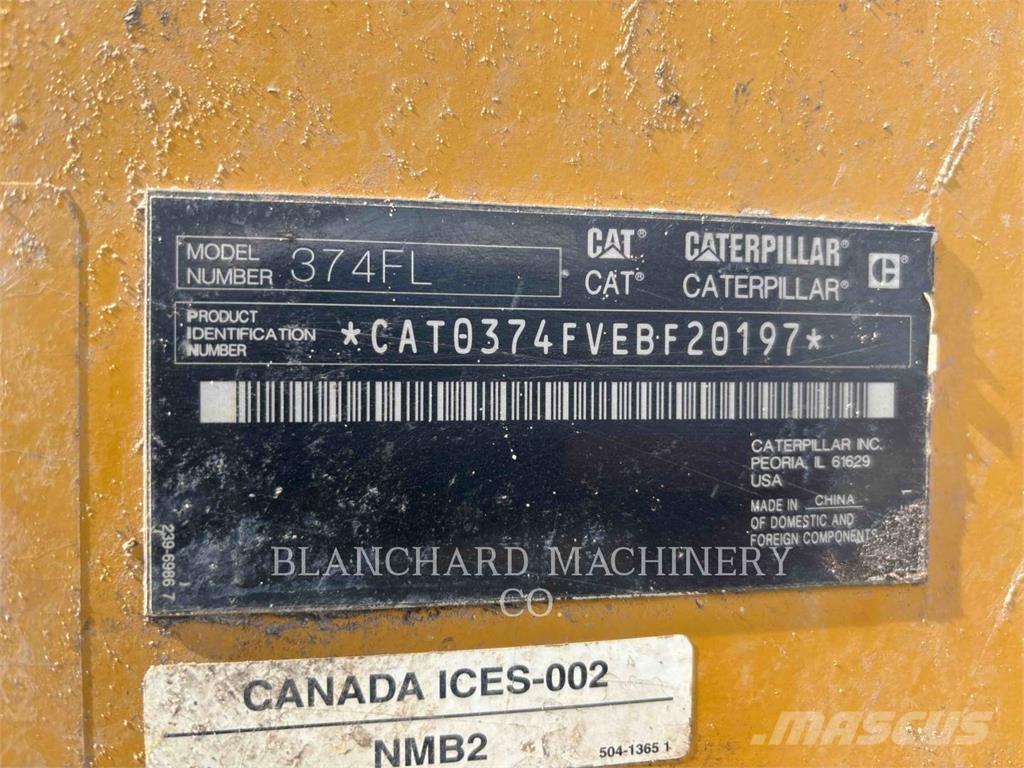 MODEL
NUMBER 374FL
CAT® CATERPILLAR®
CAT® CATERPILLAR®
PRODUCT
IDENTIFICATION
NUMBER
*CAT0374FVEBF20197*
CATERPILLAR INC.
PEORIA, IL 61629
USA
MADE IN CHINA
OF DOMESTIC AND
FOREIGN COMPONENTS
1
239-5986 7
BLANCHARD MACHINERY
CO.
CANADA ICES-002
NMB2
504-1365 1
MASCUS